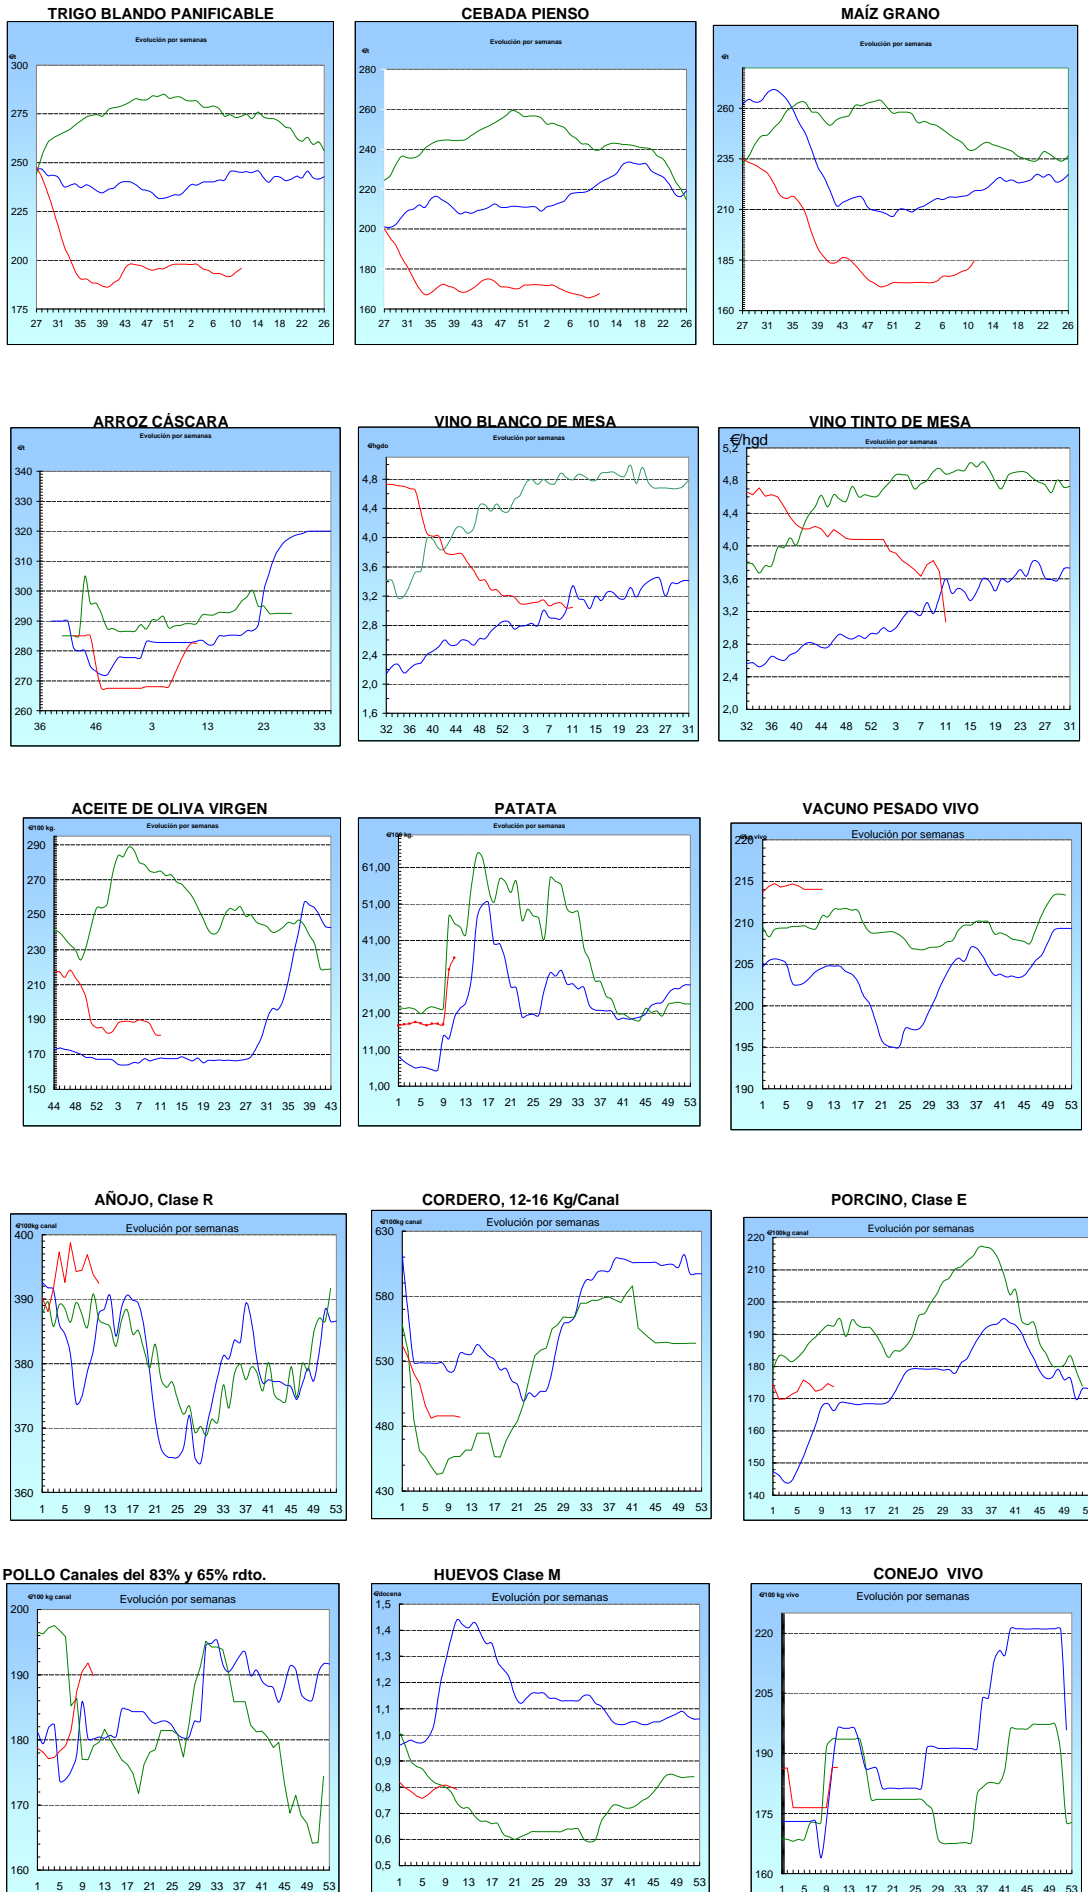 TRIGO BLANDO PANIFICABLE
Evolución por semanas
€/t
300
275
250
225
200
175
27 31 35 39 43 47 51 2 6 10 14 18 22 26
CEBADA PIENSO
Evolución por semanas
€/t
280
260
240
220
200
180
160
27 31 35 39 43 47 51 2 6 10 14 18 22 26
MAÍZ GRANO
Evolución por semanas
€/t
260
235
210
185
160
27 31 35 39 43 47 51 2 6 10 14 18 22 26
ARROZ CÁSCARA
Evolución por semanas
€/t
340
330
320
310
300
290
280
270
260
36 46 3 13 23 33
VINO BLANCO DE MESA
€/hgdo Evolución por semanas
4,8
4,4
4,0
3,6
3,2
2,8
2,4
2,0
1,6
32 36 40 44 48 52 3 7 11 15 19 23 27 31
VINO TINTO DE MESA
€/hgd Evolución por semanas
5,2
4,8
4,4
4,0
3,6
3,2
2,8
2,4
2,0
32 36 40 44 48 52 3 7 11 15 19 23 27 31
ACEITE DE OLIVA VIRGEN
€/100 kg. Evolución por semanas
290
270
250
230
210
190
170
150
44 48 52 3 7 11 15 19 23 27 31 35 39 43
PATATA
Evolución por semanas
€/100 kg.
61,00
51,00
41,00
31,00
21,00
11,00
1,00
1 5 9 13 17 21 25 29 33 37 41 45 49 53
VACUNO PESADO VIVO
Evolución por semanas
220
215
210
205
200
195
190
1 5 9 13 17 21 25 29 33 37 41 45 49 53
AÑOJO, Clase R
€/100kg canal Evolución por semanas
400
390
380
370
360
1 5 9 13 17 21 25 29 33 37 41 45 49 53
CORDERO, 12-16 Kg/Canal
€/100kg canal Evolución por semanas
630
580
530
480
430
1 5 9 13 17 21 25 29 33 37 41 45 49 53
PORCINO, Clase E
€/100kg canal Evolución por semanas
220
210
200
190
180
170
160
150
140
1 5 9 13 17 21 25 29 33 37 41 45 49
POLLO Canales del 83% y 65% rdto.
€/100 kg canal Evolución por semanas
200
190
180
170
160
1 5 9 13 17 21 25 29 33 37 41 45 49 53
HUEVOS Clase M
€/docena Evolución por semanas
1,5
1,4
1,3
1,2
1,1
1,0
0,9
0,8
0,7
0,6
0,5
1 5 9 13 17 21 25 29 33 37 41 45 49 53
CONEJO VIVO
€/100 kg vivo Evolución por semanas
220
205
190
175
160
1 5 9 13 17 21 25 29 33 37 41 45 49 53